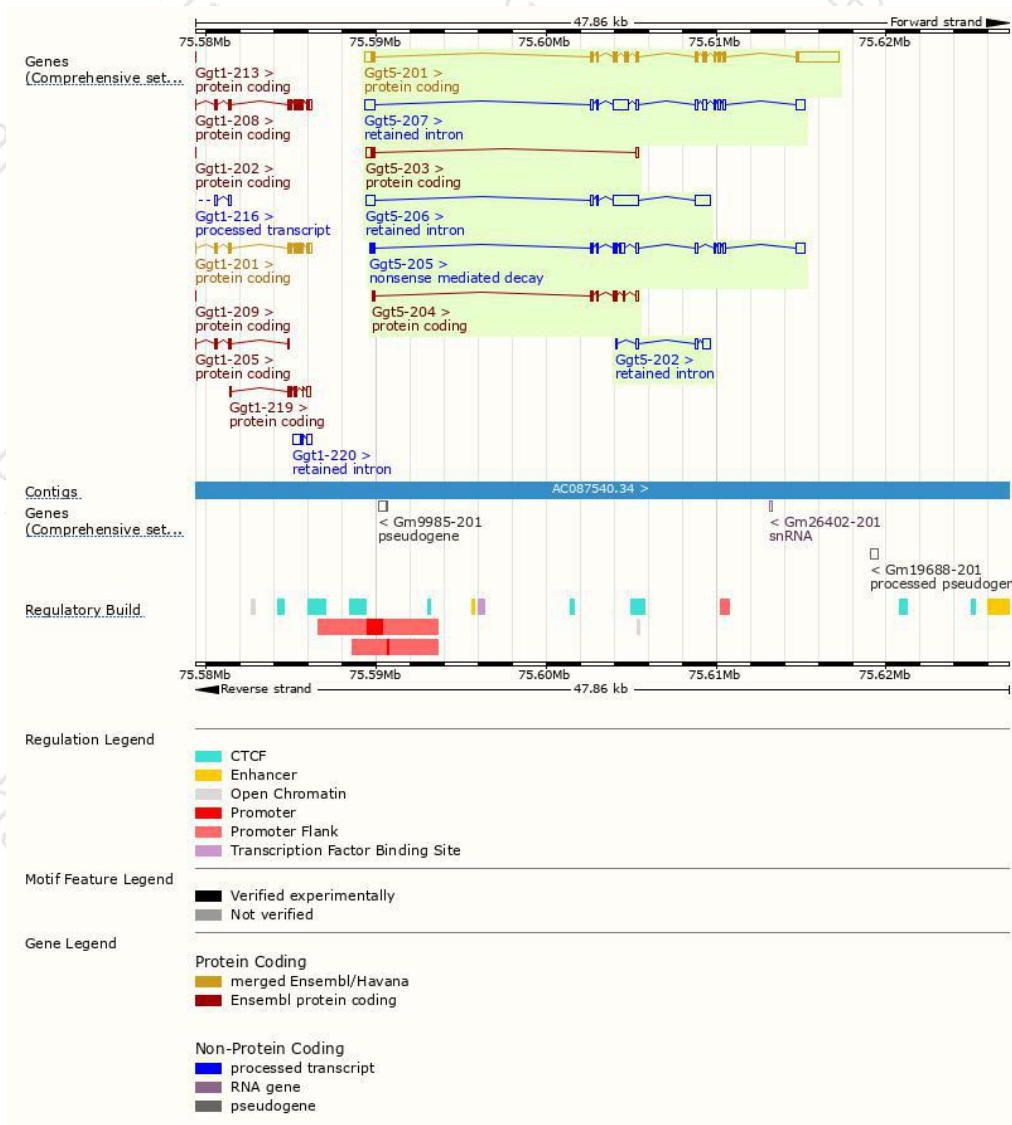 47.86 kb Forward strand
75.58Mb 75.59Mb 75.60Mb 75.61Mb 75.62Mb
Genes
(Comprehensive set...
Ggt1-213 >
protein coding
Ggt5-201 >
protein coding
Ggt1-208 >
protein coding
Ggt5-207 >
retained intron
Ggt1-202 >
protein coding
Ggt5-203 >
protein coding
Ggt1-216 >
processed transcript
Ggt5-206 >
retained intron
Ggt1-201 >
protein coding
Ggt5-205 >
nonsense mediated decay
Ggt1-209 >
protein coding
Ggt5-204 >
protein coding
Ggt1-205 >
protein coding
Ggt5-202 >
retained intron
Ggt1-219 >
protein coding
Ggt1-220 >
retained intron
Contigs
AC087540.34 >
Genes
(Comprehensive set...
< Gm9985-201
pseudogene
< Gm26402-201
snRNA
< Gm19688-201
processed pseudogen
Regulatory Build
75.58Mb 75.59Mb 75.60Mb 75.61Mb 75.62Mb
Reverse strand 47.86 kb
Regulation Legend
CTCF
Enhancer
Open Chromatin
Promoter
Promoter Flank
Transcription Factor Binding Site
Motif Feature Legend
Verified experimentally
Not verified
Gene Legend
Protein Coding
merged Ensembl/Havana
Ensembl protein coding
Non-Protein Coding
processed transcript
RNA gene
pseudogene